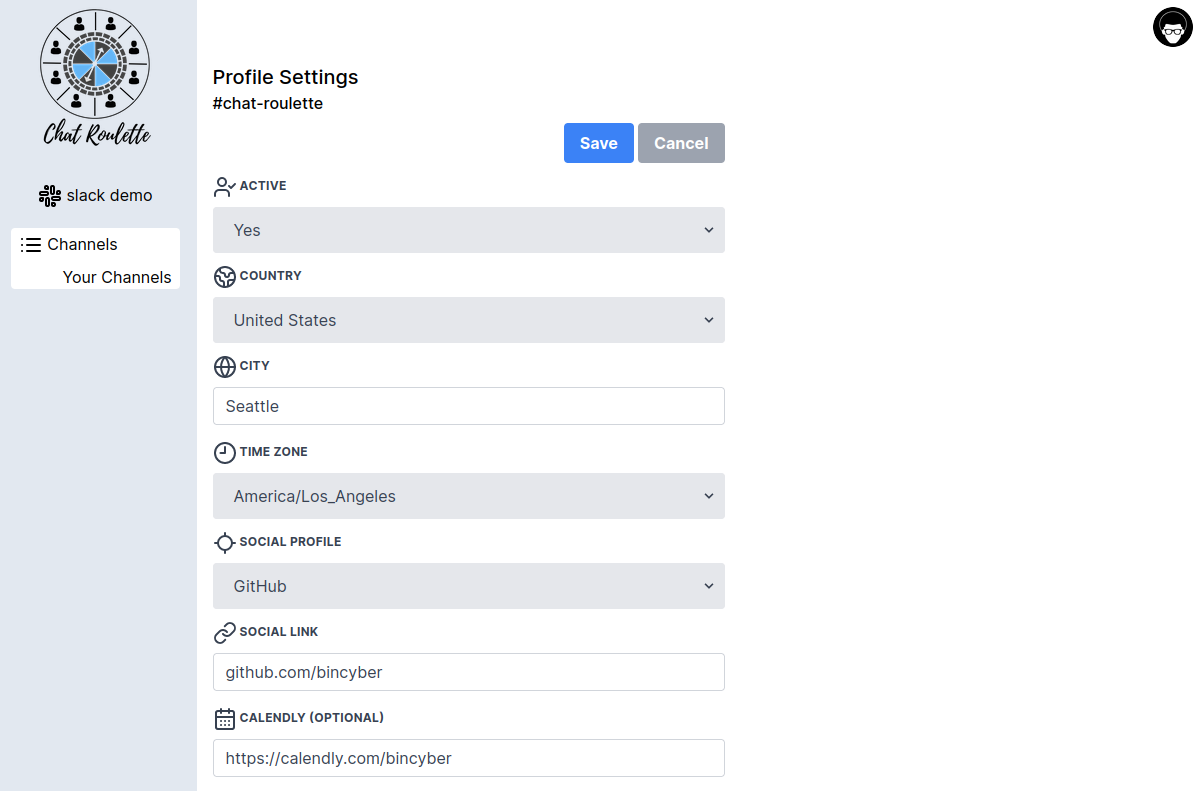 Chat Roulette
slack demo
Channels
Your Channels
Profile Settings
#chat-roulette
Save Cancel
ACTIVE
Yes
COUNTRY
United States
CITY
Seattle
TIME ZONE
America/Los_Angeles
SOCIAL PROFILE
GitHub
SOCIAL LINK
github.com/bincyber
CALENDLY (OPTIONAL)
https://calendly.com/bincyber